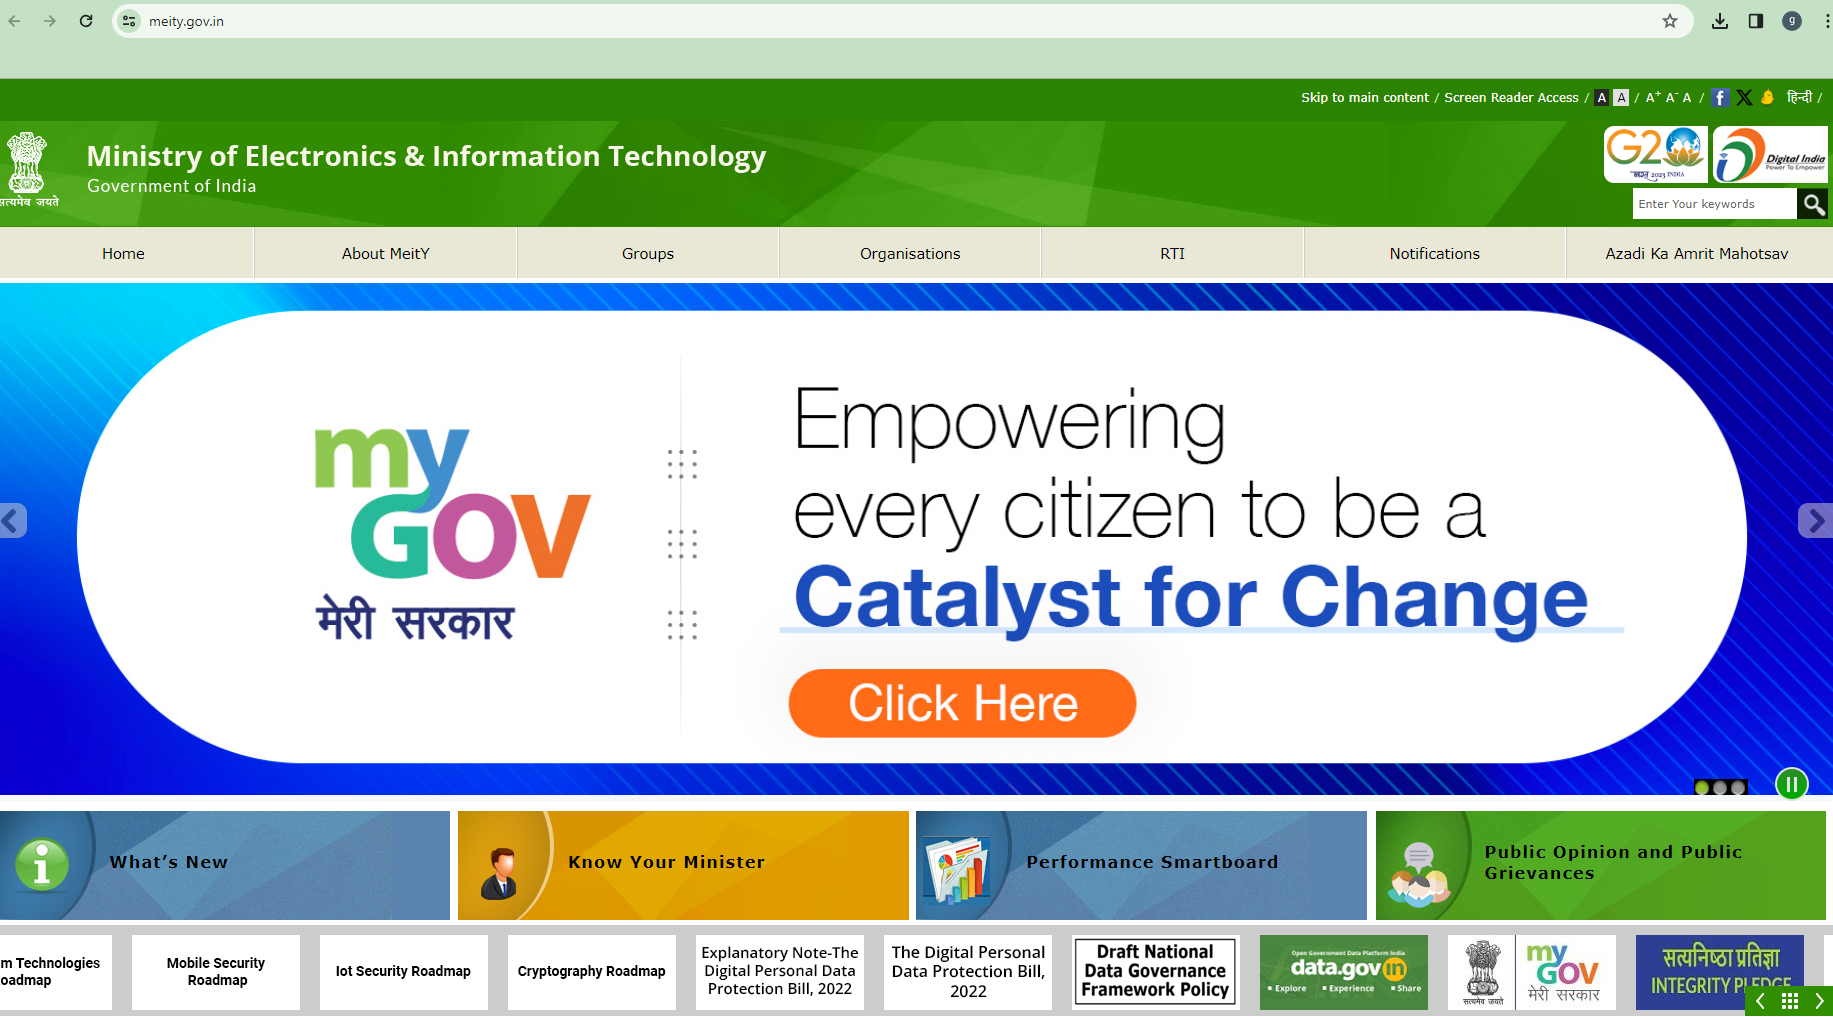 meity.gov.in
g
Skip to main content / Screen Reader Access / A A / A+ A- A / f X हिन्दी /
सत्यमेव जयते
Ministry of Electronics & Information Technology
Government of India
G20
भारत 2023 INDIA
Digital India
Power To Empower
Enter Your keywords
Home
About MeitY
Groups
Organisations
RTI
Notifications
Azadi Ka Amrit Mahotsav
my
GOV
मेरी सरकार
Empowering
every citizen to be a
Catalyst for Change
Click Here
What's New
Know Your Minister
Performance Smartboard
Public Opinion and Public
Grievances
m Technologies
oadmap
Mobile Security
Roadmap
Iot Security Roadmap
Cryptography Roadmap
Explanatory Note-The
Digital Personal Data
Protection Bill, 2022
The Digital Personal
Data Protection Bill,
2022
Draft National
Data Governance
Framework Policy
Open Government Data Platform India
data.gov in
Explore Experience Share
सत्यमेव जयते
my
GOV
मेरी सरकार
सत्यनिष्ठा प्रतिज्ञा
INTEGRITY PLEDGE